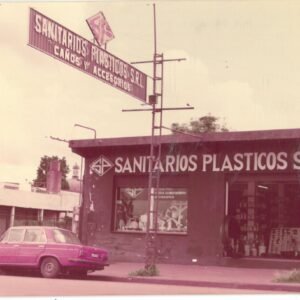 SANITARIOS PLASTICOS S.R.L.
CAÑOS Y ACCESORIOS
SANITARIOS PLASTICOS S